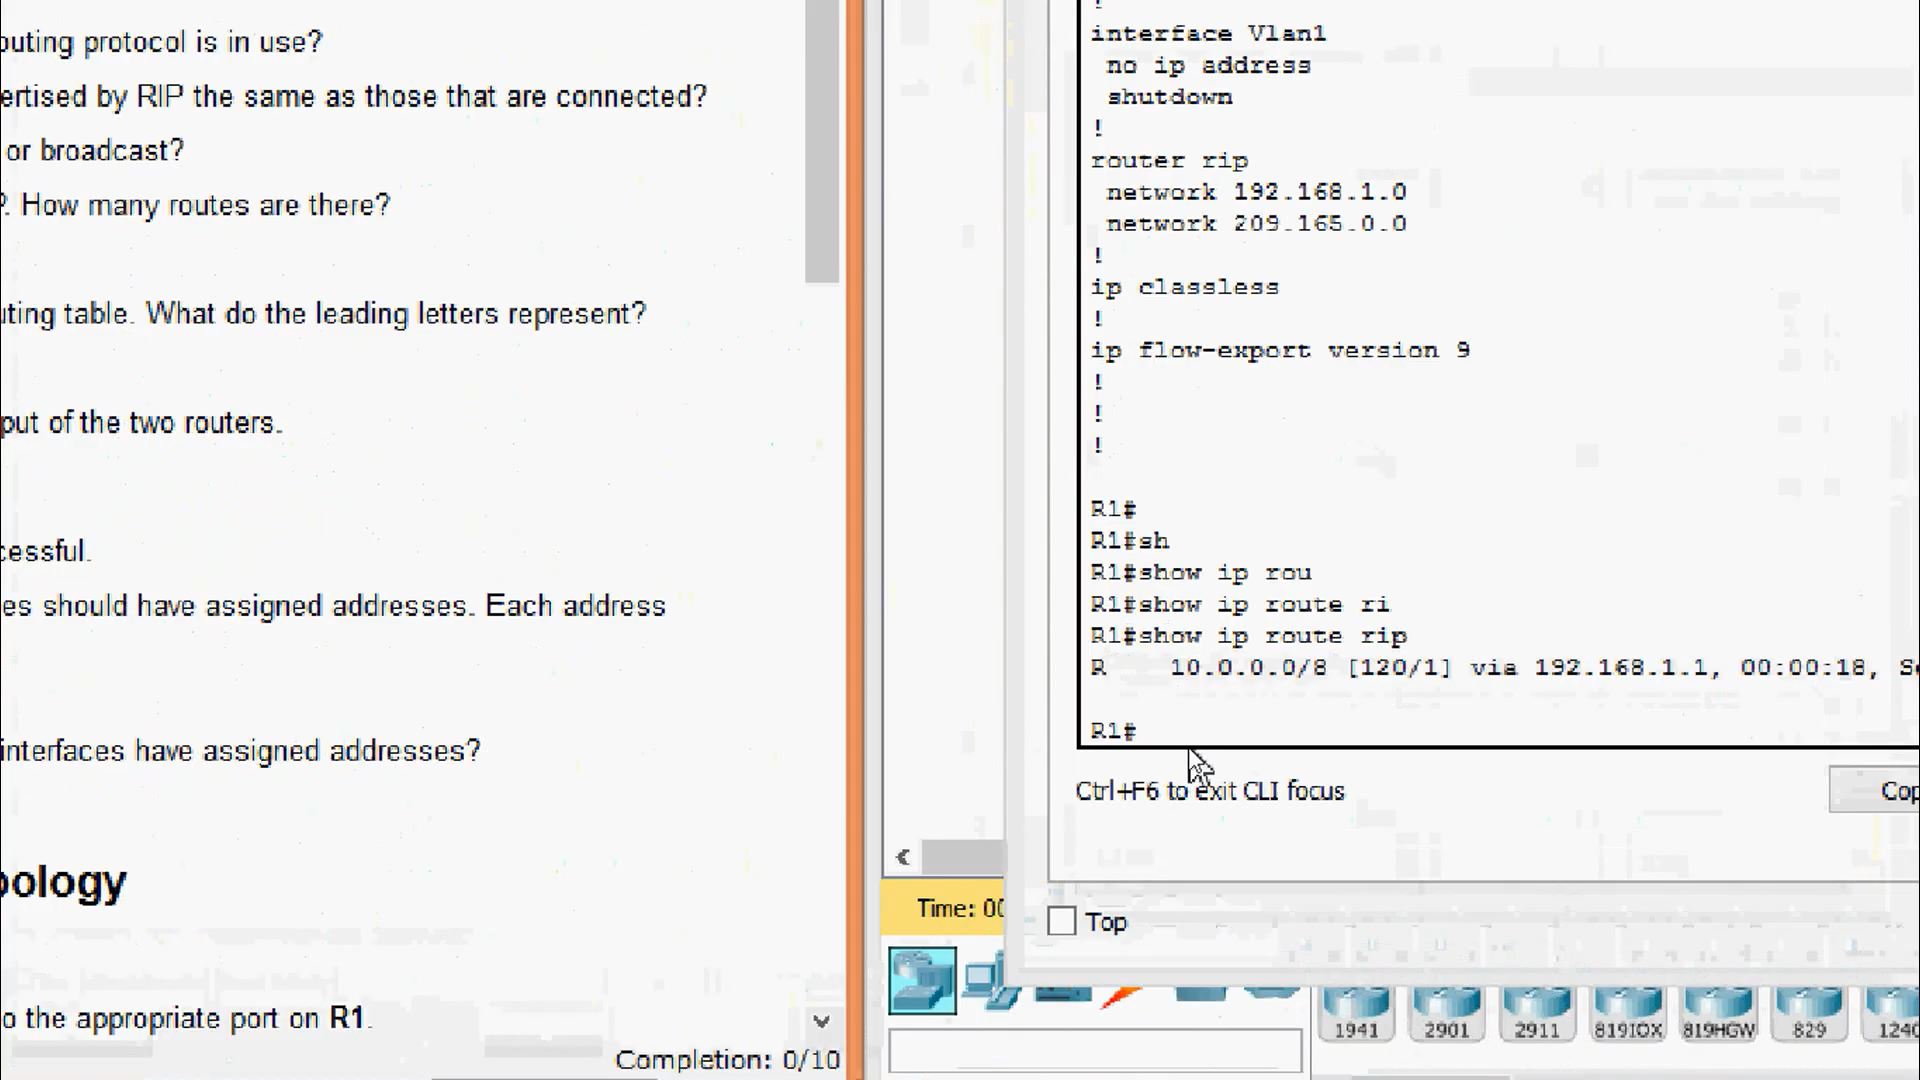 outing protocol is in use?
ertised by RIP the same as those that are connected?
or broadcast?
?. How many routes are there?
uting table. What do the leading letters represent?
put of the two routers.
cessful.
es should have assigned addresses. Each address
interfaces have assigned addresses?
pology
o the appropriate port on R1.
Completion: 0/10
!
interface Vlan1
no ip address
shutdown
!
router rip
network 192.168.1.0
network 209.165.0.0
!
ip classless
!
ip flow-export version 9
!
!
!
R1#
R1#sh
R1#show ip rou
R1#show ip route ri
R1#show ip route rip
R 10.0.0.0/8 [120/1] via 192.168.1.1, 00:00:18, Se
R1#
Ctrl+F6 to exit CLI focus
Cop
Time: 00
Top
1941
2901
2911
819IOX
819HGW
829
1240